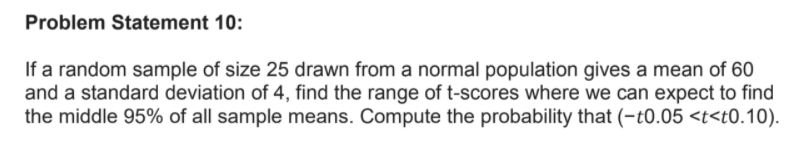 Problem Statement 10:
If a random sample of size 25 drawn from a normal population gives a mean of 60
and a standard deviation of 4, find the range of t-scores where we can expect to find
the middle 95% of all sample means. Compute the probability that (−t0.05 <t<t0.10).